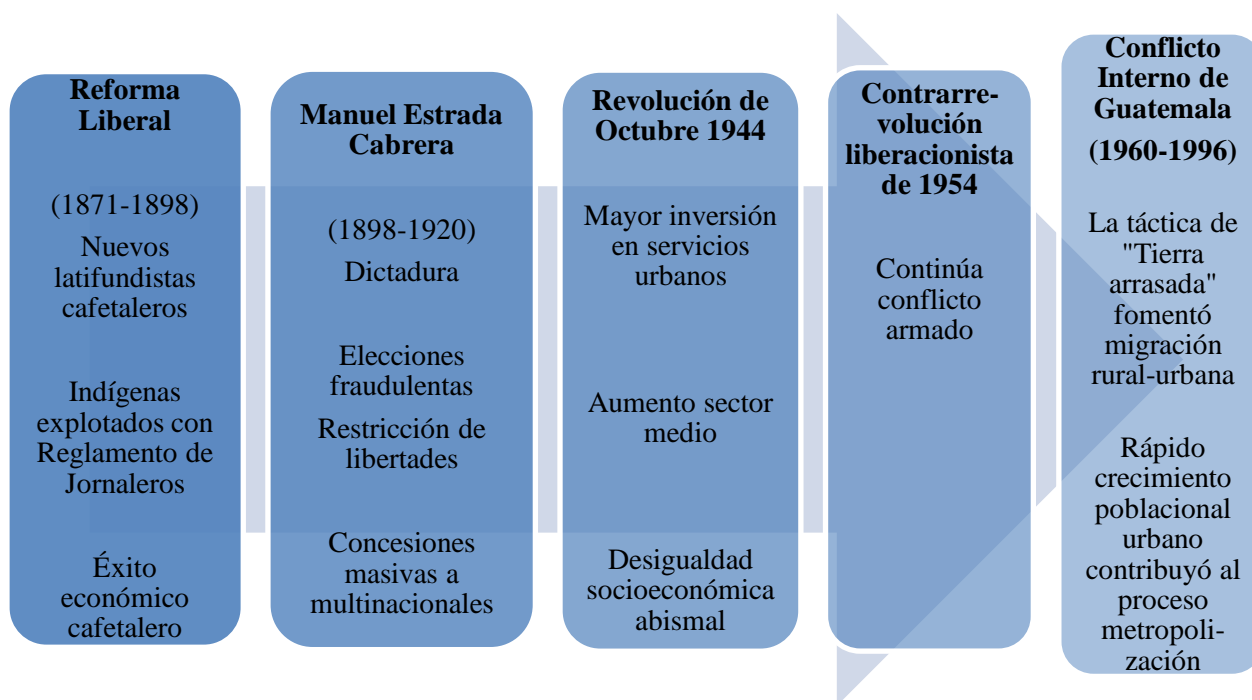 Reforma
Liberal
(1871-1898)
Nuevos
latifundistas
cafetaleros
Indígenas
explotados con
Reglamento de
Jornaleros
Éxito
económico
cafetalero
Manuel Estrada
Cabrera
(1898-1920)
Dictadura
Elecciones
fraudulentas
Restricción de
libertades
Concesiones
masivas a
multinacionales
Revolución de
Octubre 1944
Mayor inversión
en servicios
urbanos
Aumento sector
medio
Desigualdad
socioeconómica
abismal
Contrarre-
volución
liberacionista
de 1954
Continúa
conflicto
armado
Conflicto
Interno de
Guatemala
(1960-1996)
La táctica de
"Tierra
arrasada"
fomentó
migración
rural-urbana
Rápido
crecimiento
poblacional
urbano
contribuyó al
proceso
metropoli-
zación